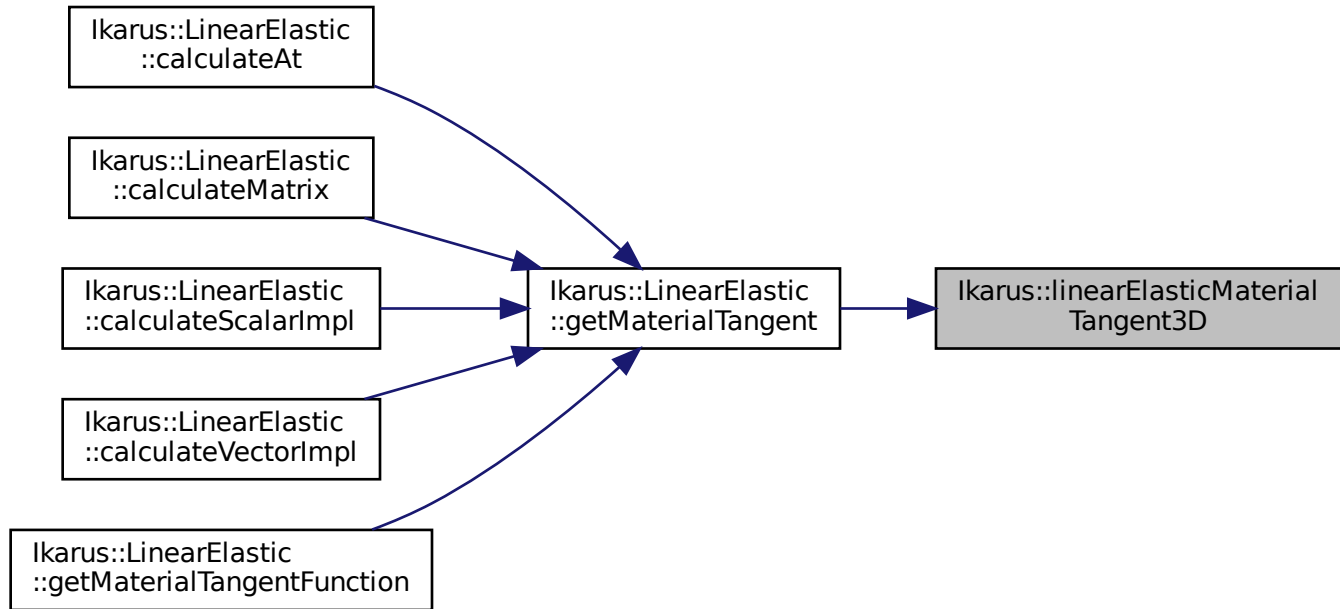 Ikarus::LinearElastic
::calculateAt
Ikarus::LinearElastic
::calculateMatrix
Ikarus::LinearElastic
::calculateScalarImpl
Ikarus::LinearElastic
::calculateVectorImpl
Ikarus::LinearElastic
::getMaterialTangentFunction
Ikarus::LinearElastic
::getMaterialTangent
Ikarus::linearElasticMaterial
Tangent3D